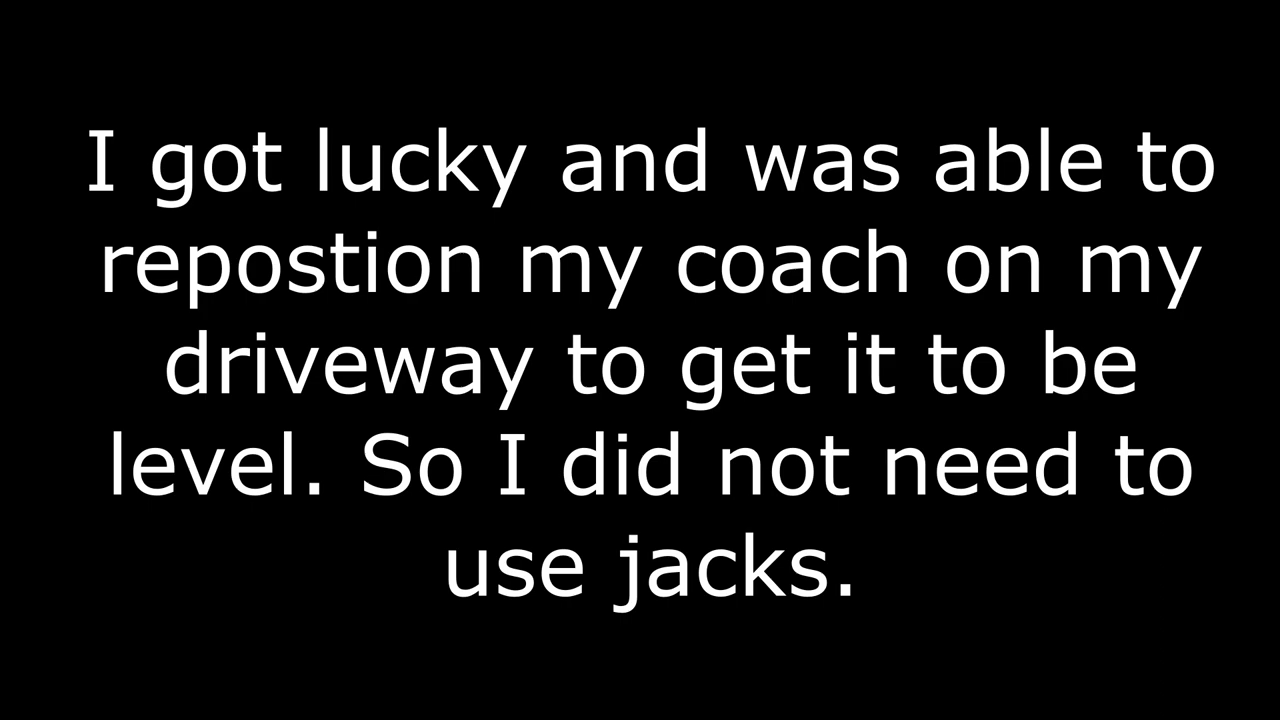 I got lucky and was able to
repostion my coach on my
driveway to get it to be
level. So I did not need to
use jacks.